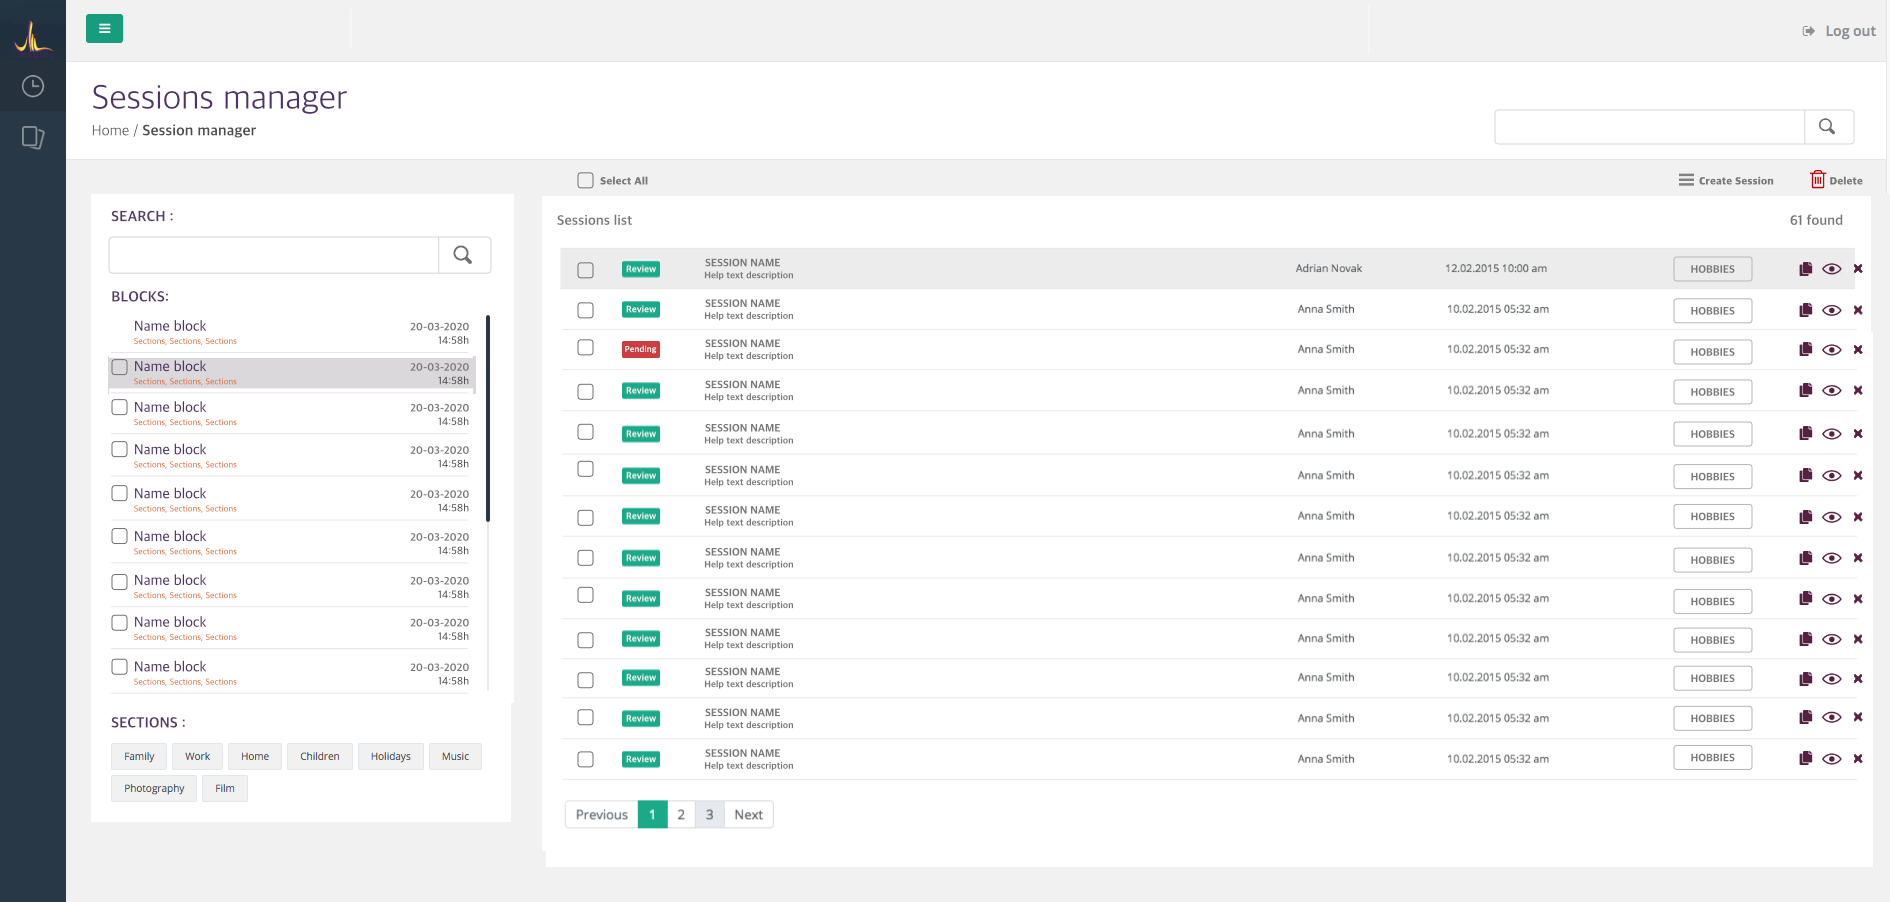 Log out
Sessions manager
Home / Session manager
Select All
Create Session
Delete
SEARCH :
BLOCKS:
Name block 20-03-2020
Sections, Sections, Sections 14:58h
Name block 20-03-2020
Sections, Sections, Sections 14:58h
Name block 20-03-2020
Sections, Sections, Sections 14:58h
Name block 20-03-2020
Sections, Sections, Sections 14:58h
Name block 20-03-2020
Sections, Sections, Sections 14:58h
Name block 20-03-2020
Sections, Sections, Sections 14:58h
Name block 20-03-2020
Sections, Sections, Sections 14:58h
Name block 20-03-2020
Sections, Sections, Sections 14:58h
Name block 20-03-2020
Sections, Sections, Sections 14:58h
SECTIONS :
Family Work Home Children Holidays Music
Photography Film
Sessions list 61 found
Review SESSION NAME Adrian Novak 12.02.2015 10:00 am HOBBIES
Help text description
Review SESSION NAME Anna Smith 10.02.2015 05:32 am HOBBIES
Help text description
Pending SESSION NAME Anna Smith 10.02.2015 05:32 am HOBBIES
Help text description
Review SESSION NAME Anna Smith 10.02.2015 05:32 am HOBBIES
Help text description
Review SESSION NAME Anna Smith 10.02.2015 05:32 am HOBBIES
Help text description
Review SESSION NAME Anna Smith 10.02.2015 05:32 am HOBBIES
Help text description
Review SESSION NAME Anna Smith 10.02.2015 05:32 am HOBBIES
Help text description
Review SESSION NAME Anna Smith 10.02.2015 05:32 am HOBBIES
Help text description
Review SESSION NAME Anna Smith 10.02.2015 05:32 am HOBBIES
Help text description
Review SESSION NAME Anna Smith 10.02.2015 05:32 am HOBBIES
Help text description
Review SESSION NAME Anna Smith 10.02.2015 05:32 am HOBBIES
Help text description
Review SESSION NAME Anna Smith 10.02.2015 05:32 am HOBBIES
Help text description
Review SESSION NAME Anna Smith 10.02.2015 05:32 am HOBBIES
Help text description
Previous 1 2 3 Next